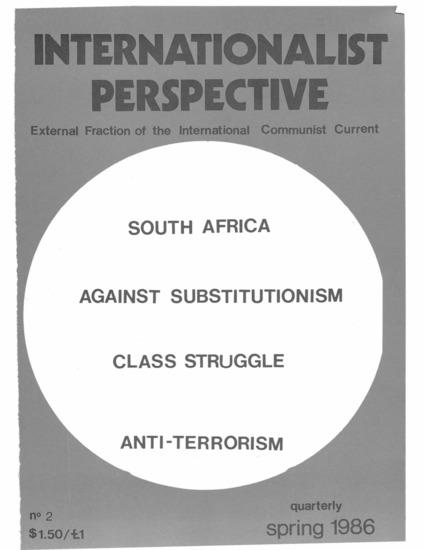 INTERNATIONALIST
PERSPECTIVE
External Fraction of the International Communist Current
SOUTH AFRICA
AGAINST SUBSTITUTIONISM
CLASS STRUGGLE
ANTI-TERRORISM
nº 2
$1.50/£1
quarterly
spring 1986